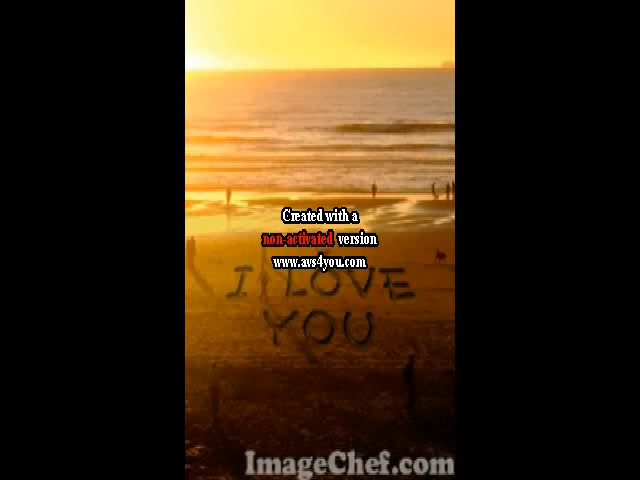 Created with a
non-activated version
www.avs4you.com
I LOVE
YOU
ImageChef.com